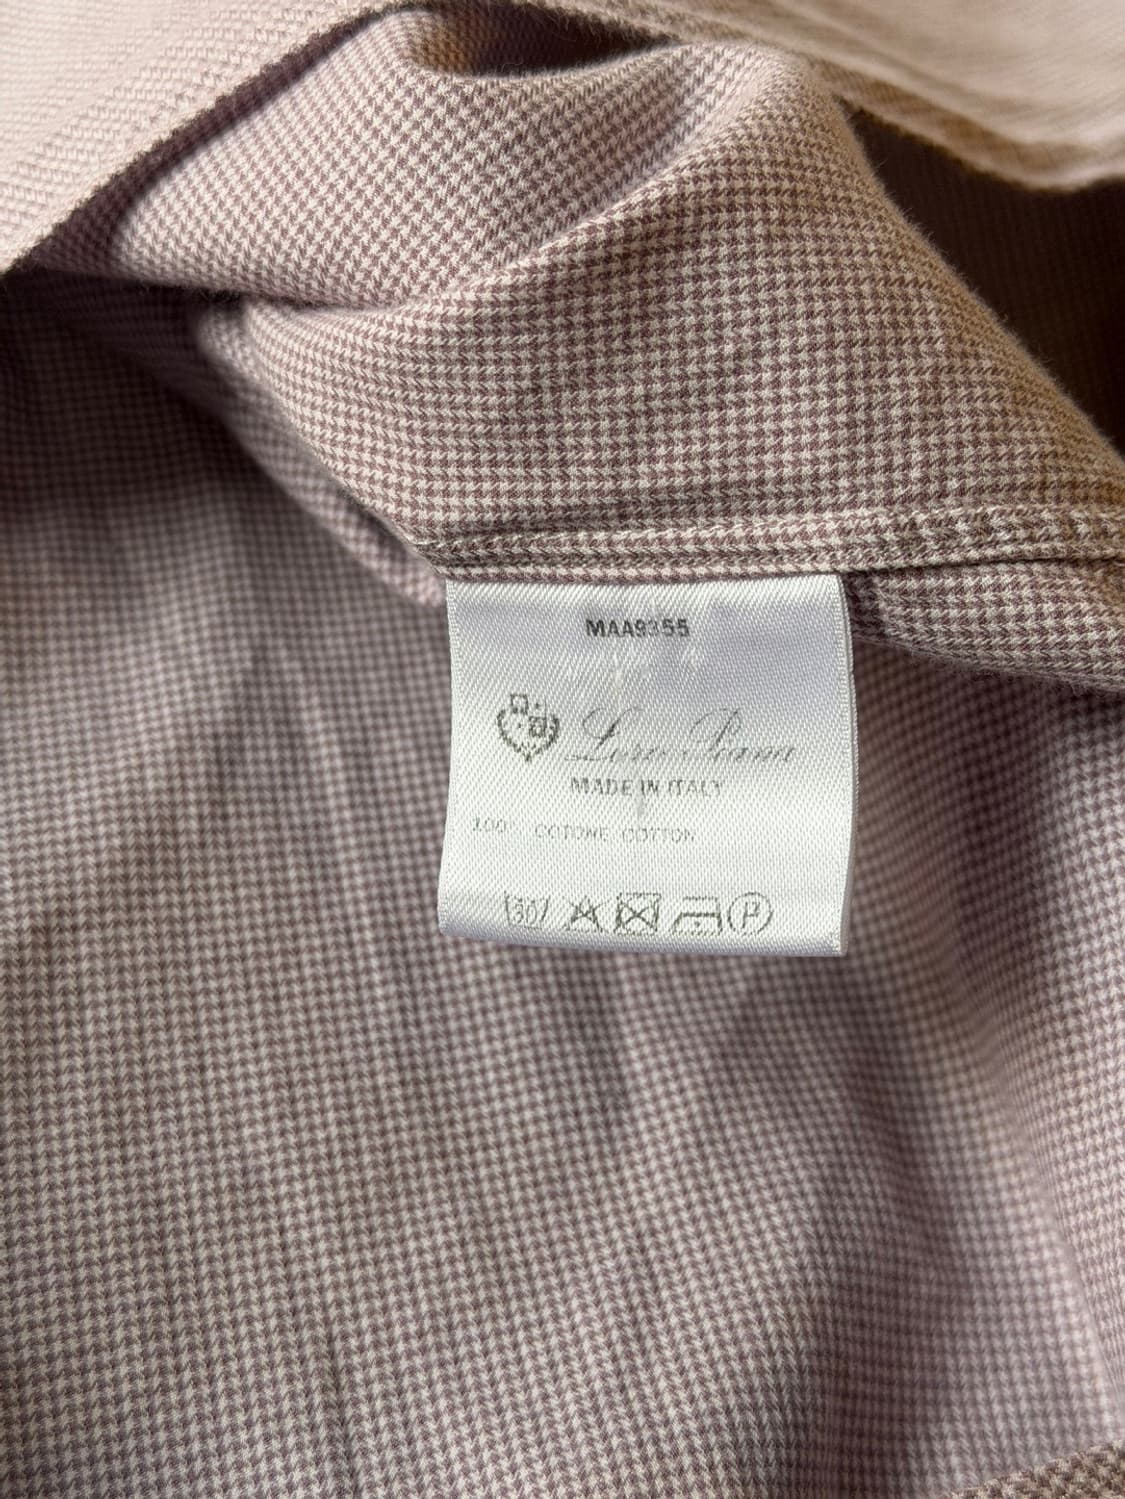 MAA9355
Loro Piana
MADE IN ITALY
100% COTONE COTTON
30 P